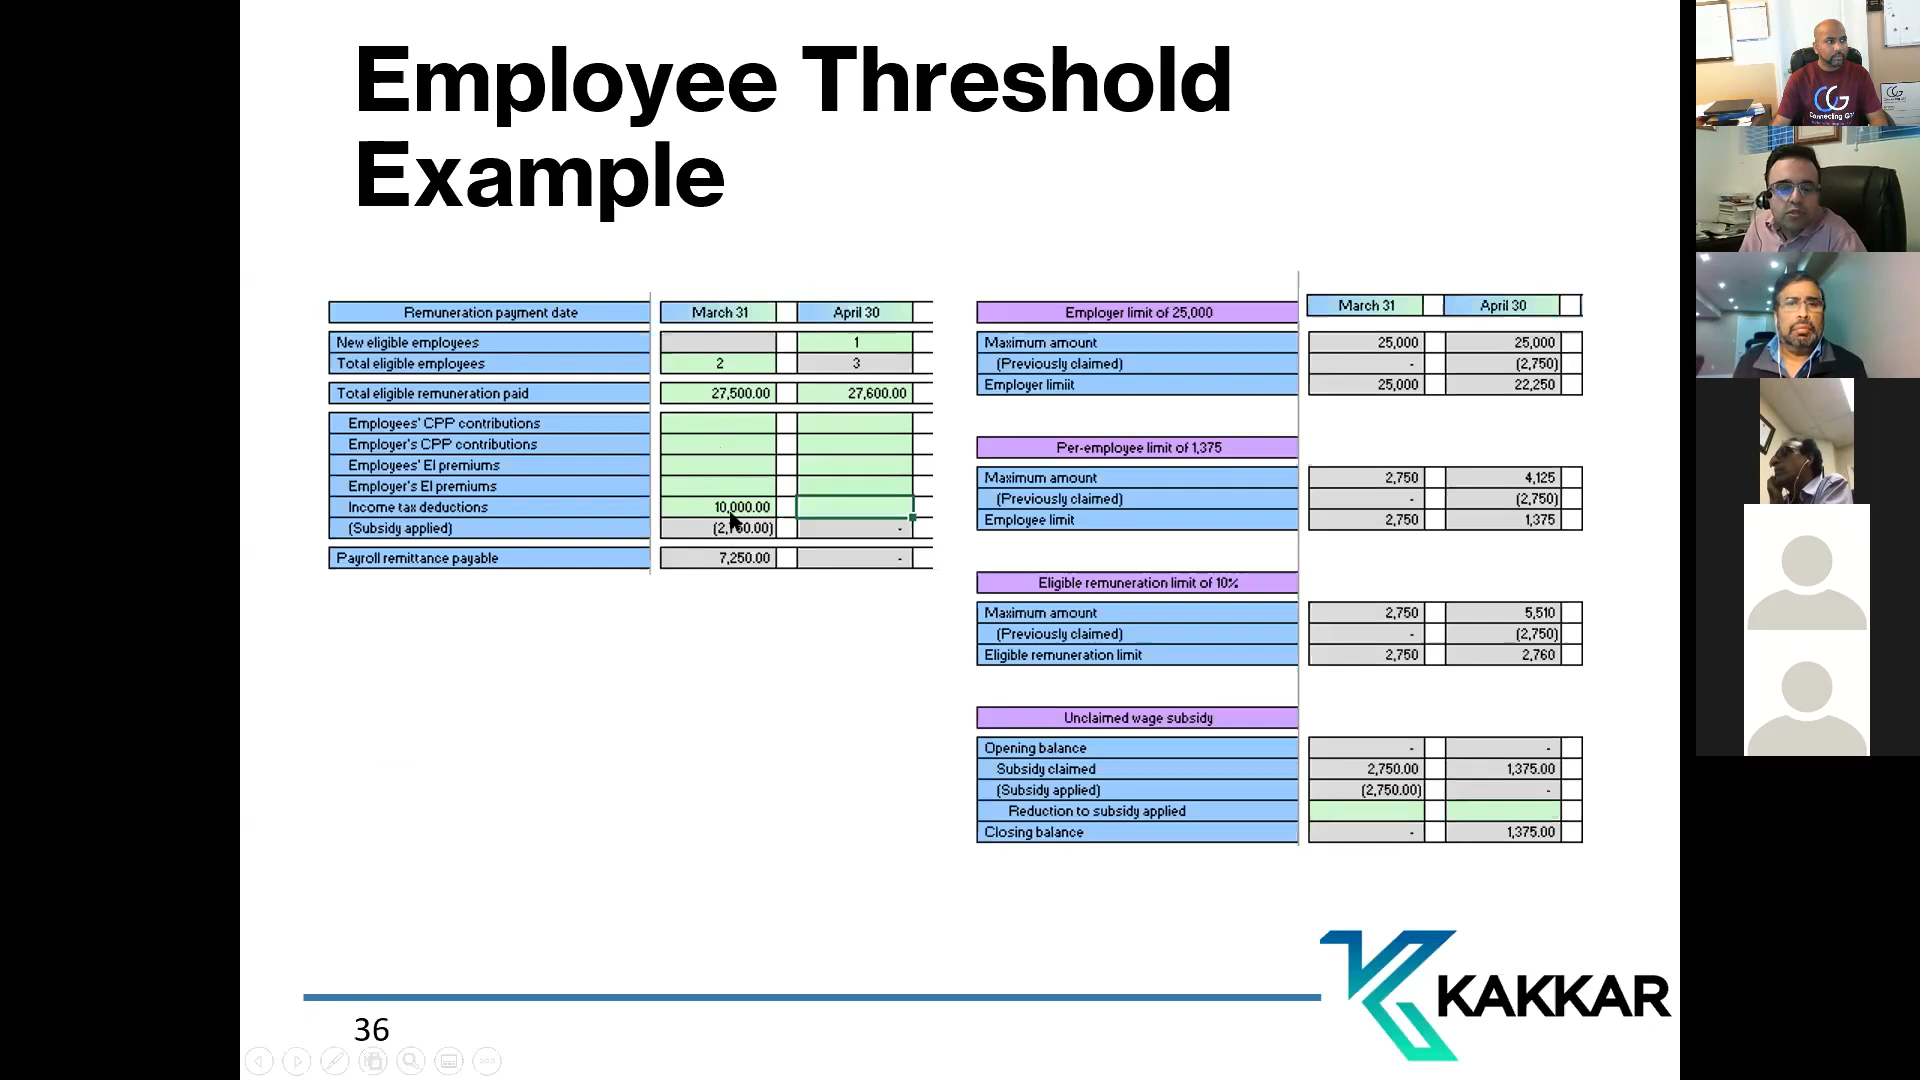 Employee Threshold
Example
Remuneration payment date March 31 April 30
New eligible employees 1
Total eligible employees 2 3
Total eligible remuneration paid 27,500.00 27,600.00
Employees' CPP contributions
Employer's CPP contributions
Employees' EI premiums
Employer's EI premiums
Income tax deductions 10,000.00
(Subsidy applied) -
Payroll remittance payable 7,250.00 -
Employer limit of 25,000 March 31 April 30
Maximum amount 25,000 25,000
(Previously claimed) - (2,750)
Employer limiit 25,000 22,250
Per-employee limit of 1,375
Maximum amount 2,750 4,125
(Previously claimed) - (2,750)
Employee limit 2,750 1,375
Eligible remuneration limit of 10%
Maximum amount 2,750 5,510
(Previously claimed) - (2,750)
Eligible remuneration limit 2,750 2,760
Unclaimed wage subsidy
Opening balance - -
Subsidy claimed 2,750.00 1,375.00
(Subsidy applied) (2,750.00) -
Reduction to subsidy applied
Closing balance - 1,375.00
KAKKAR
36
CG